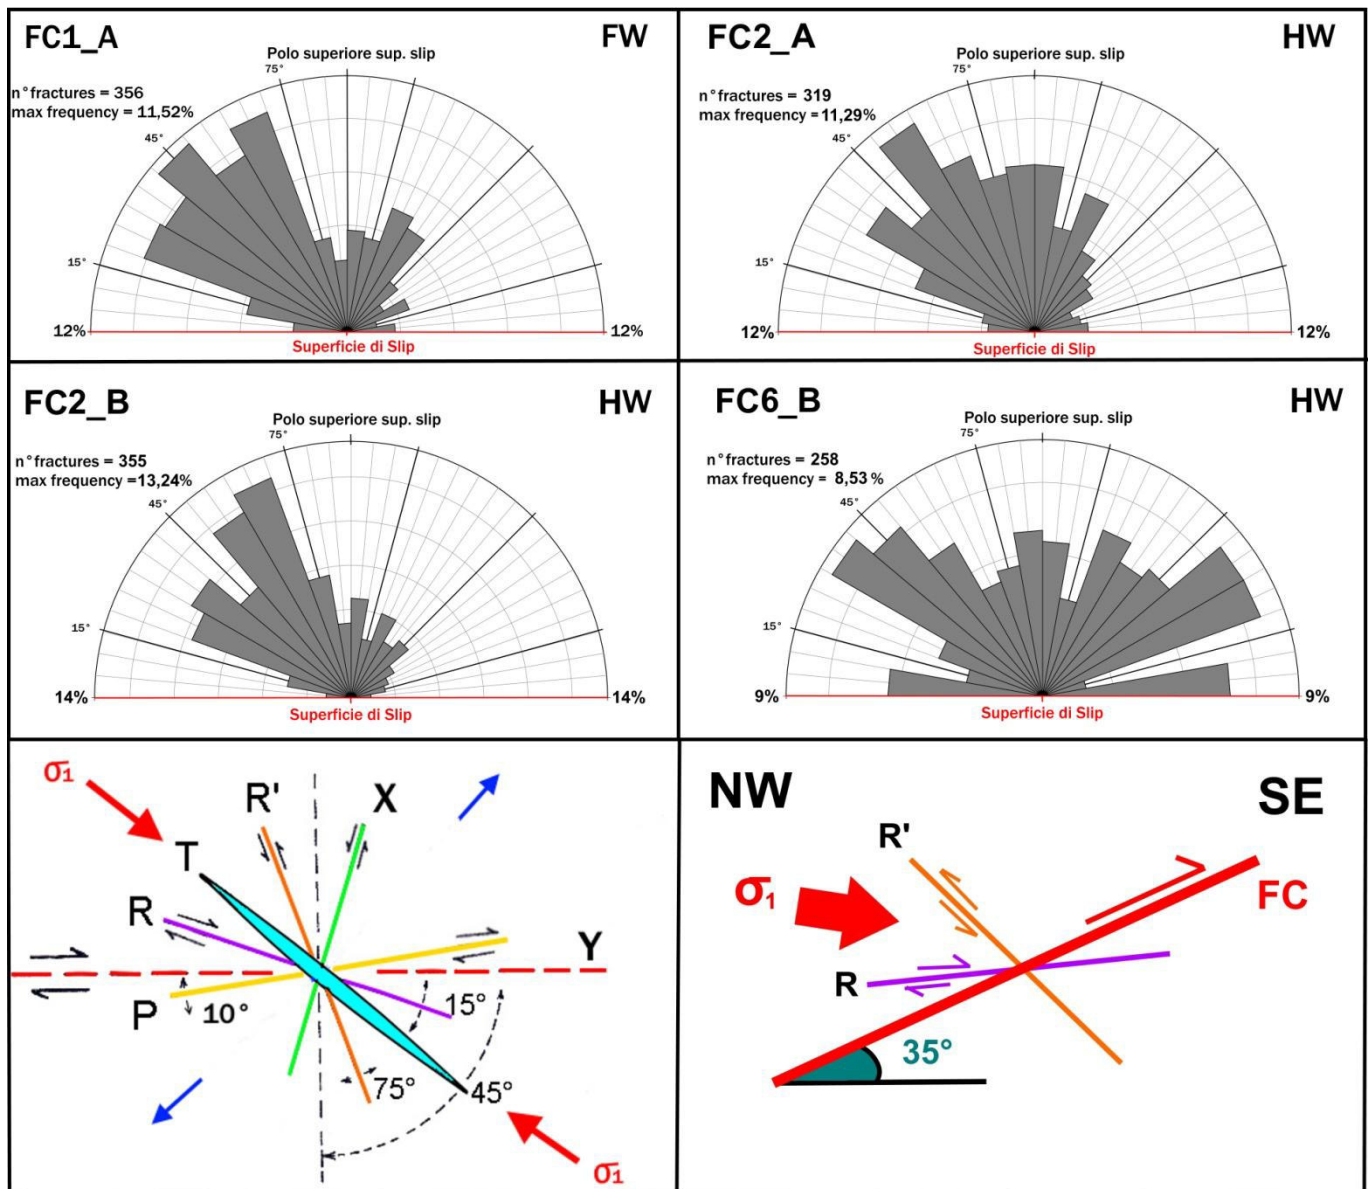 FC1_A
FW
Polo superiore sup. slip
75°
n° fractures = 356
max frequency = 11,52%
45°
15°
12%
12%
Superficie di Slip
FC2_A
HW
Polo superiore sup. slip
75°
n° fractures = 319
max frequency = 11,29%
45°
15°
12%
12%
Superficie di Slip
FC2_B
HW
Polo superiore sup. slip
75°
n° fractures = 355
max frequency =13,24%
45°
15°
14%
14%
Superficie di Slip
FC6_B
HW
Polo superiore sup. slip
75°
n° fractures = 258
max frequency = 8,53 %
45°
15°
9%
9%
Superficie di Slip
σ1
R'
X
T
R
Y
P
10°
15°
75°
45°
σ1
NW
SE
R'
σ1
FC
R
35°